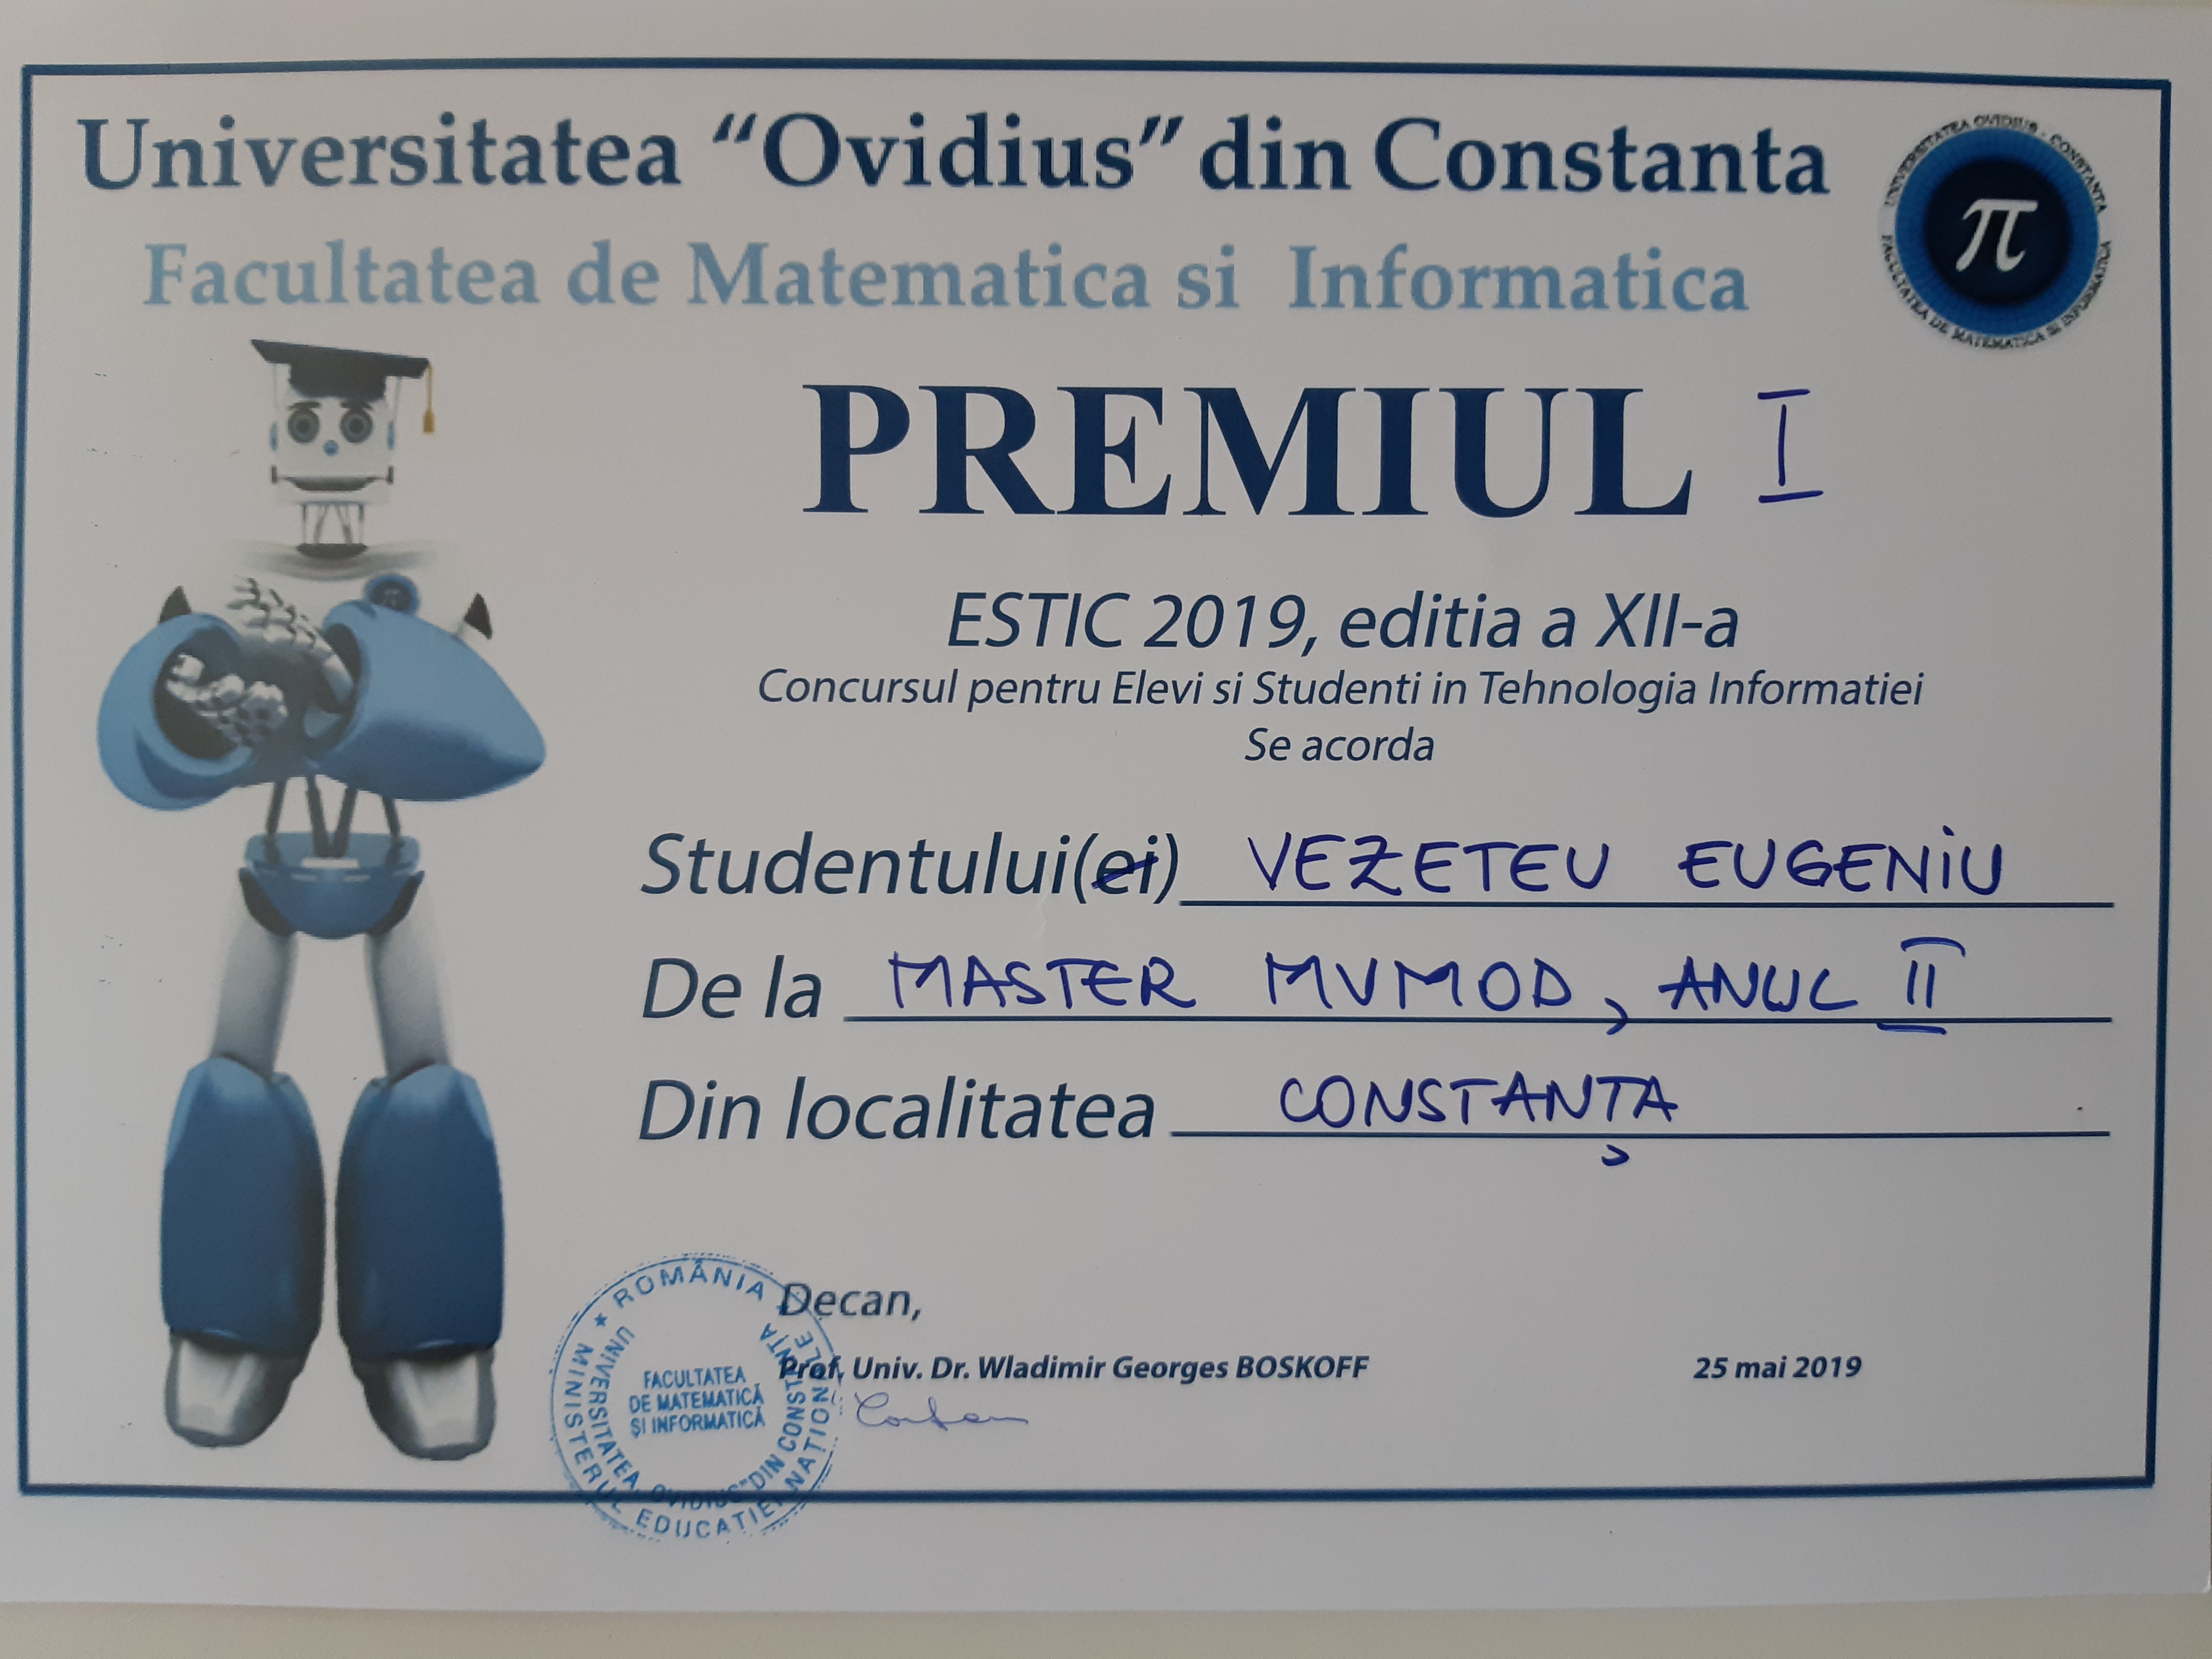 Universitatea “Ovidius” din Constanta
Facultatea de Matematica si Informatica
UNIVERSITATEA OVIDIUS - CONSTANTA
FACULTATEA DE MATEMATICA SI INFORMATICA
π
PREMIUL I
ESTIC 2019, editia a XII-a
Concursul pentru Elevi si Studenti in Tehnologia Informatiei
Se acorda
Studentului(ei) VEZETEU EUGENIU
De la MASTER MVMOD, ANUL II
Din localitatea CONSTANȚA
Decan,
Prof. Univ. Dr. Wladimir Georges BOSKOFF
25 mai 2019
ROMÂNIA
MINISTERUL EDUCAȚIEI NAȚIONALE
UNIVERSITATEA „OVIDIUS” DIN CONSTANȚA
FACULTATEA
DE MATEMATICĂ
ȘI INFORMATICĂ